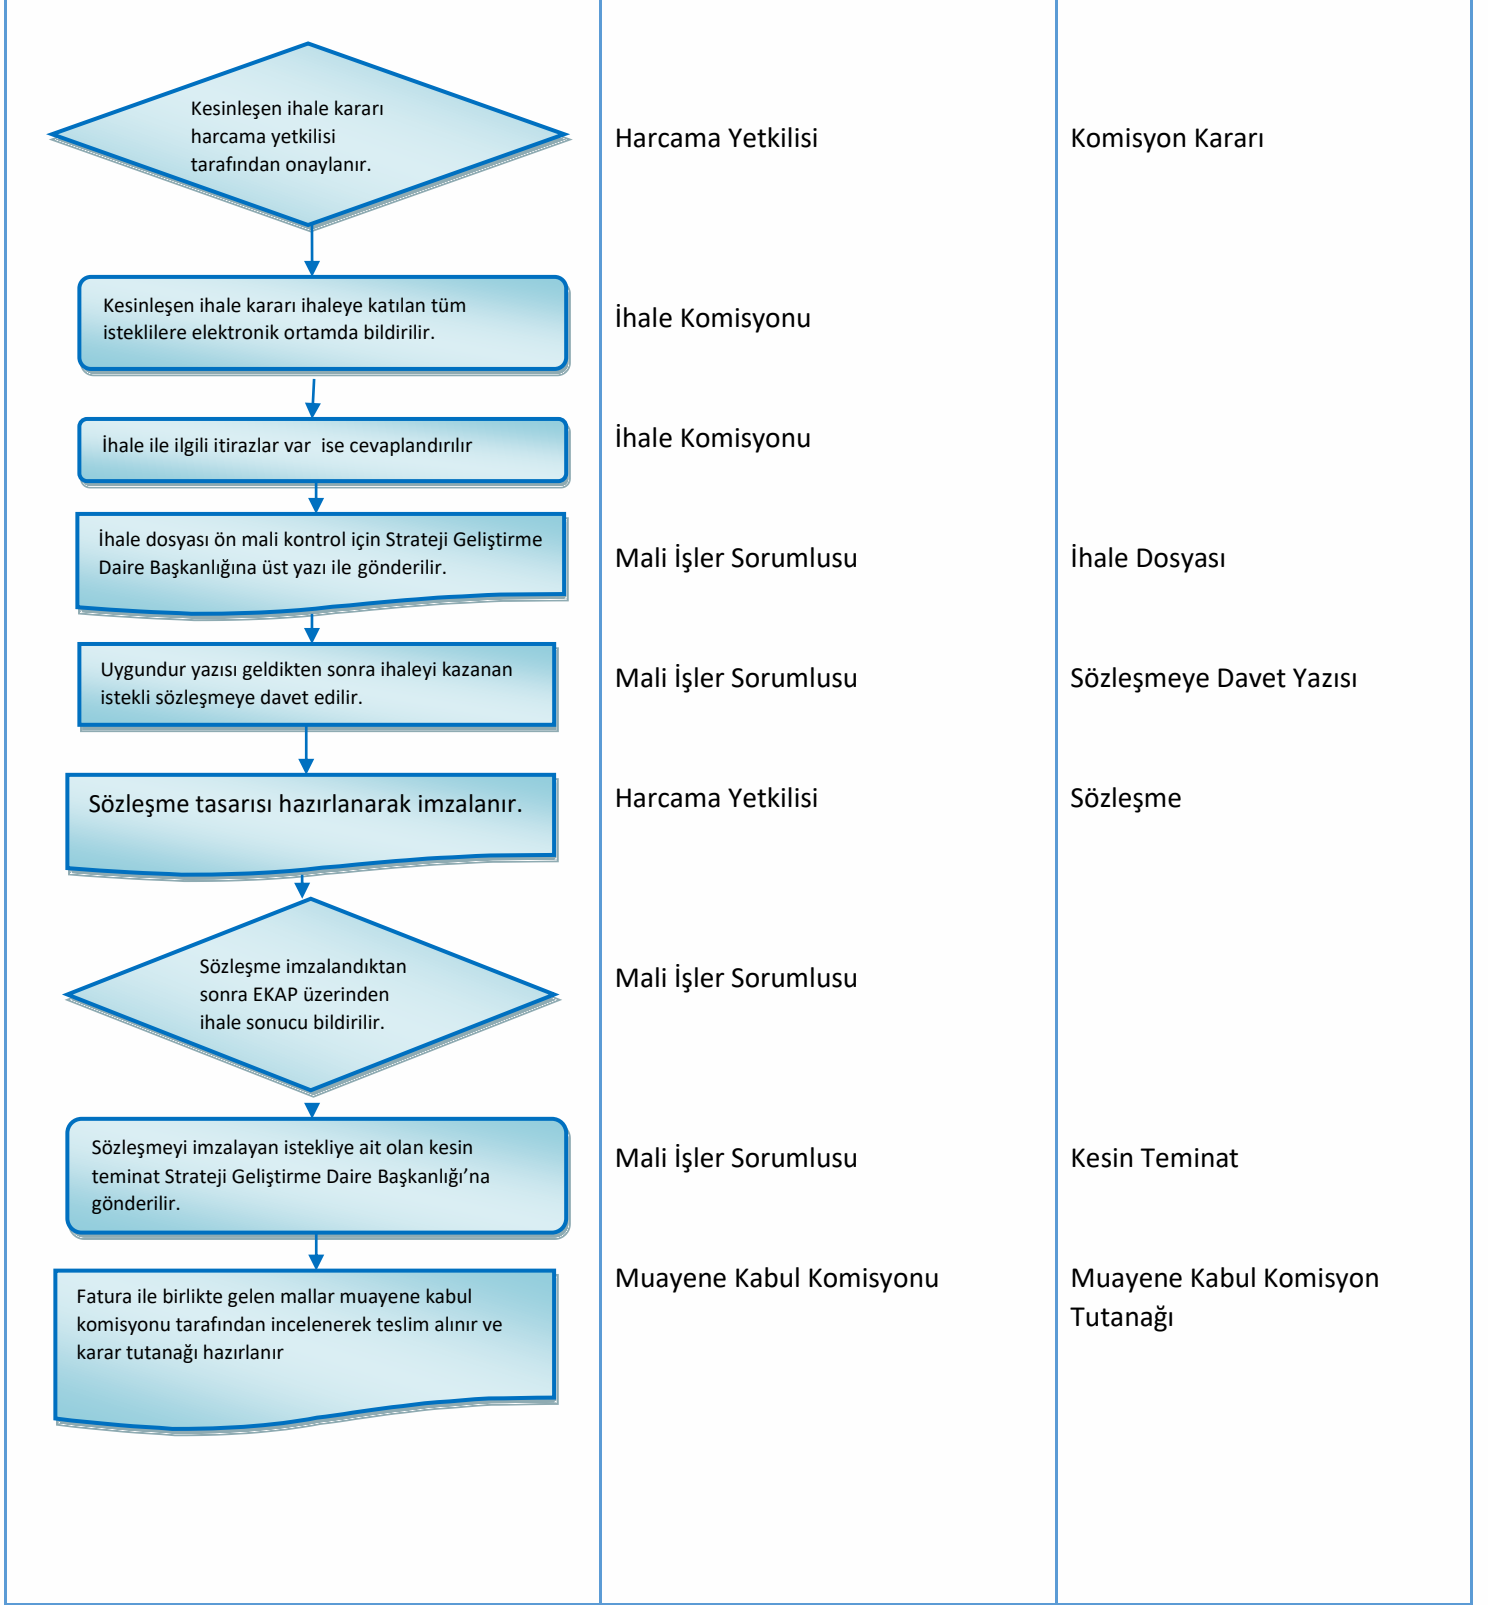 Kesinleşen ihale kararı
harcama yetkilisi
tarafından onaylanır.
Harcama Yetkilisi
Komisyon Kararı
Kesinleşen ihale kararı ihaleye katılan tüm
isteklilere elektronik ortamda bildirilir.
İhale Komisyonu
İhale ile ilgili itirazlar var ise cevaplandırılır
İhale Komisyonu
İhale dosyası ön mali kontrol için Strateji Geliştirme
Daire Başkanlığına üst yazı ile gönderilir.
Mali İşler Sorumlusu
İhale Dosyası
Uygundur yazısı geldikten sonra ihaleyi kazanan
istekli sözleşmeye davet edilir.
Mali İşler Sorumlusu
Sözleşmeye Davet Yazısı
Sözleşme tasarısı hazırlanarak imzalanır.
Harcama Yetkilisi
Sözleşme
Sözleşme imzalandıktan
sonra EKAP üzerinden
ihale sonucu bildirilir.
Mali İşler Sorumlusu
Sözleşmeyi imzalayan istekliye ait olan kesin
teminat Strateji Geliştirme Daire Başkanlığı’na
gönderilir.
Mali İşler Sorumlusu
Kesin Teminat
Fatura ile birlikte gelen mallar muayene kabul
komisyonu tarafından incelenerek teslim alınır ve
karar tutanağı hazırlanır
Muayene Kabul Komisyonu
Muayene Kabul Komisyon
Tutanağı